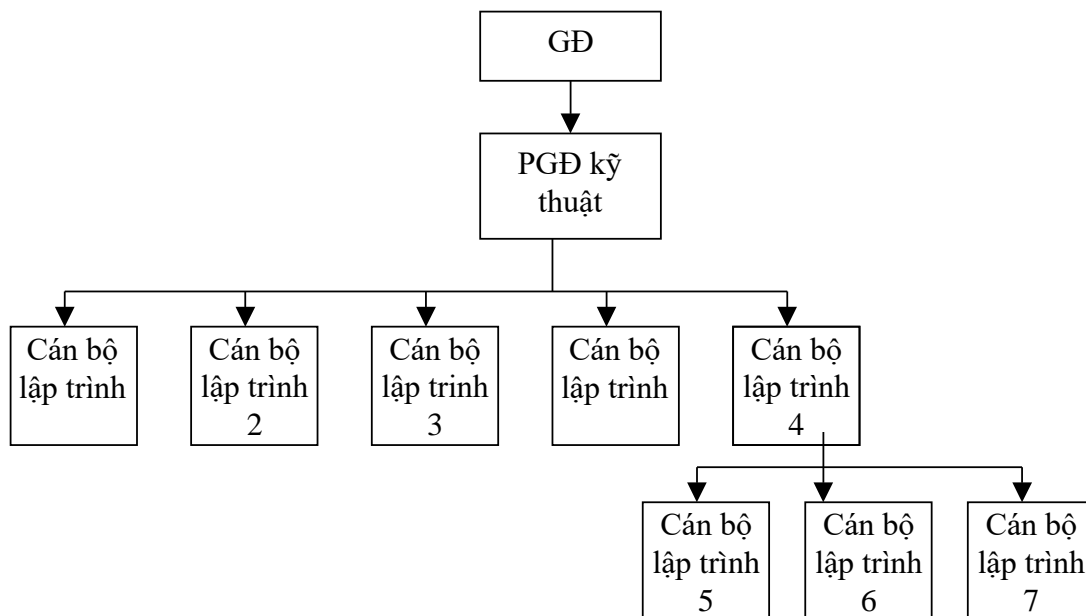 GĐ
PGĐ kỹ
thuật
Cán bộ
lập trình
Cán bộ
lập trình
2
Cán bộ
lập trinh
3
Cán bộ
lập trình
Cán bộ
lập trình
4
Cán bộ
lập trình
5
Cán bộ
lập trình
6
Cán bộ
lập trình
7